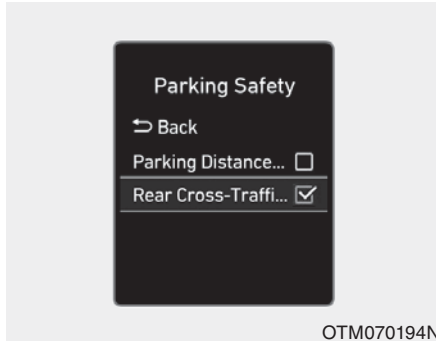 Parking Safety
Back
Parking Distance...
Rear Cross-Traffi...
OTM070194N